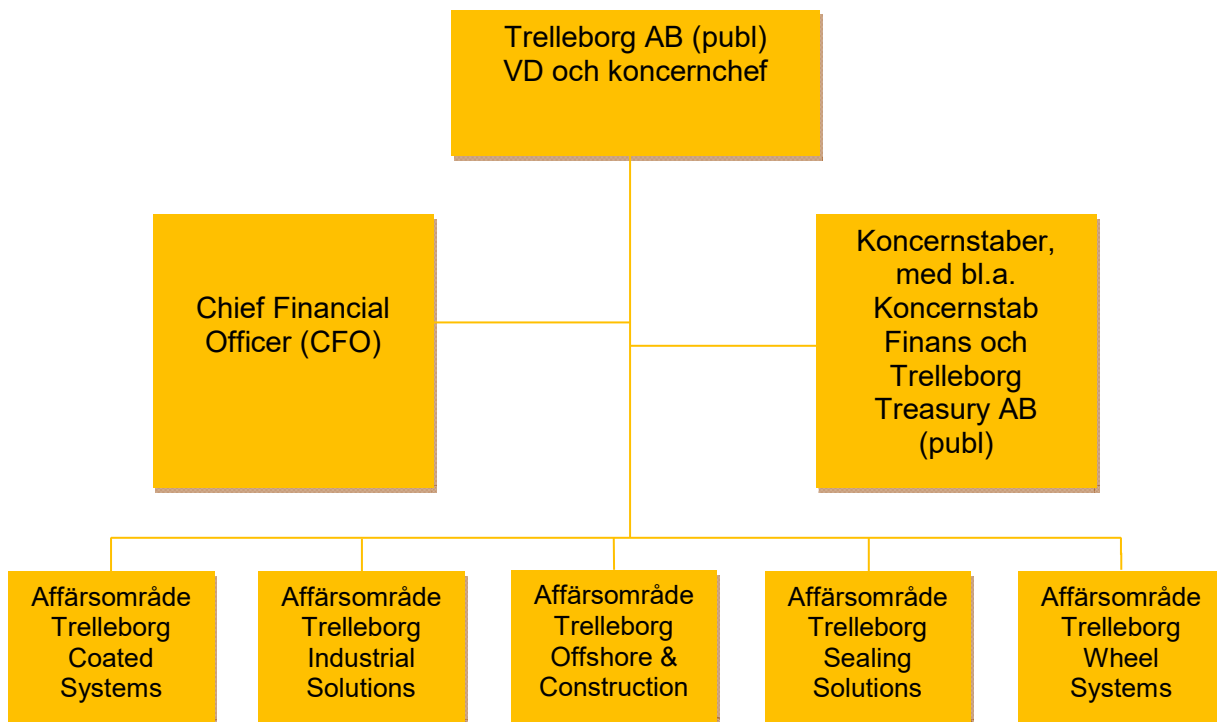 Trelleborg AB (publ)
VD och koncernchef
Chief Financial
Officer (CFO)
Koncernstaber,
med bl.a.
Koncernstab
Finans och
Trelleborg
Treasury AB
(publ)
Affärsområde
Trelleborg
Coated
Systems
Affärsområde
Trelleborg
Industrial
Solutions
Affärsområde
Trelleborg
Offshore &
Construction
Affärsområde
Trelleborg
Sealing
Solutions
Affärsområde
Trelleborg
Wheel
Systems